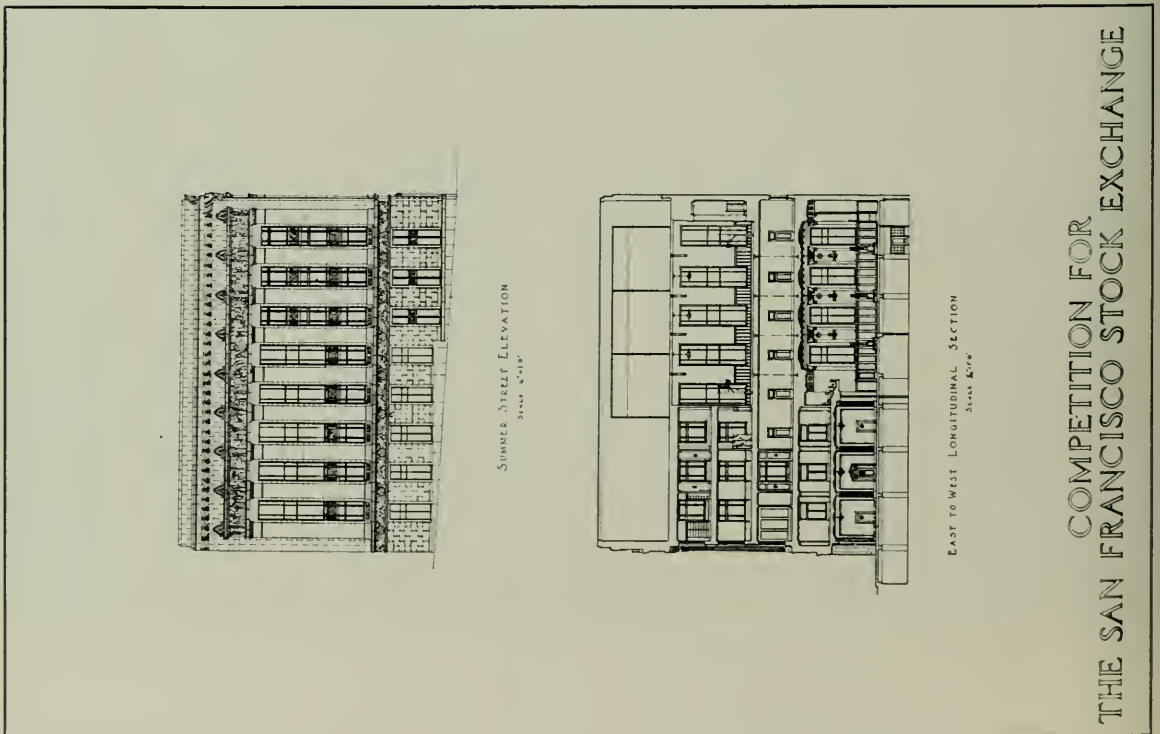 SUMMER STREET ELEVATION
EAST TO WEST LONGITUDINAL SECTION
COMPETITION FOR
THE SAN FRANCISCO STOCK EXCHANGE